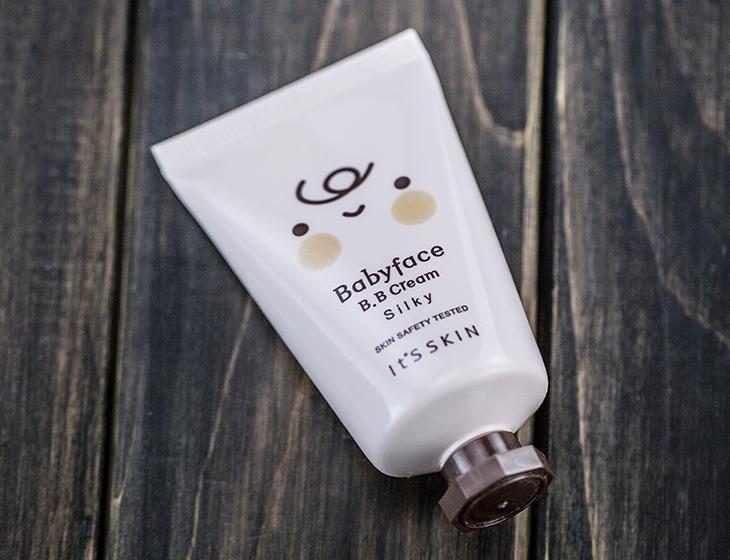 Babyface
B.B Cream
Silky
SKIN SAFETY TESTED
It'S SKIN